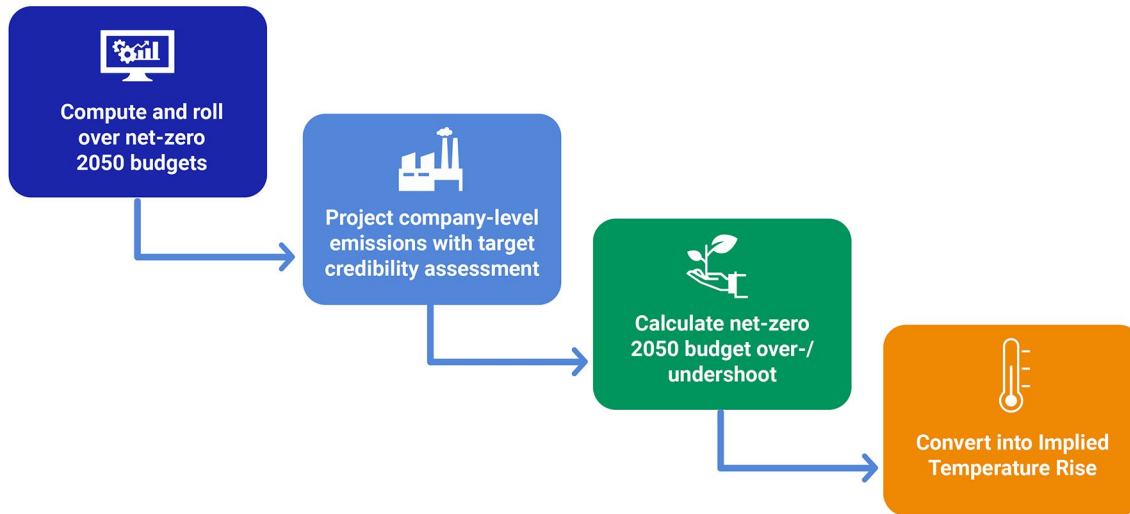 Compute and roll
over net-zero
2050 budgets
Project company-level
emissions with target
credibility assessment
Calculate net-zero
2050 budget over-/
undershoot
Convert into Implied
Temperature Rise